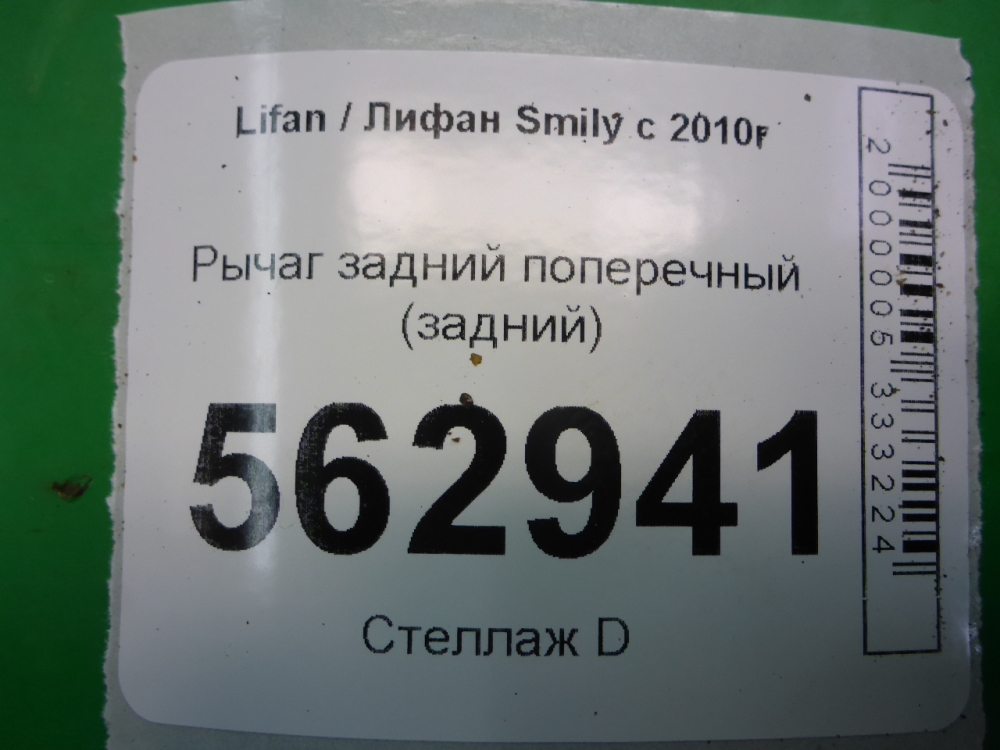 Lifan / Лифан Smily с 2010г
Рычаг задний поперечный
(задний)
562941
Стеллаж D
2000005333224